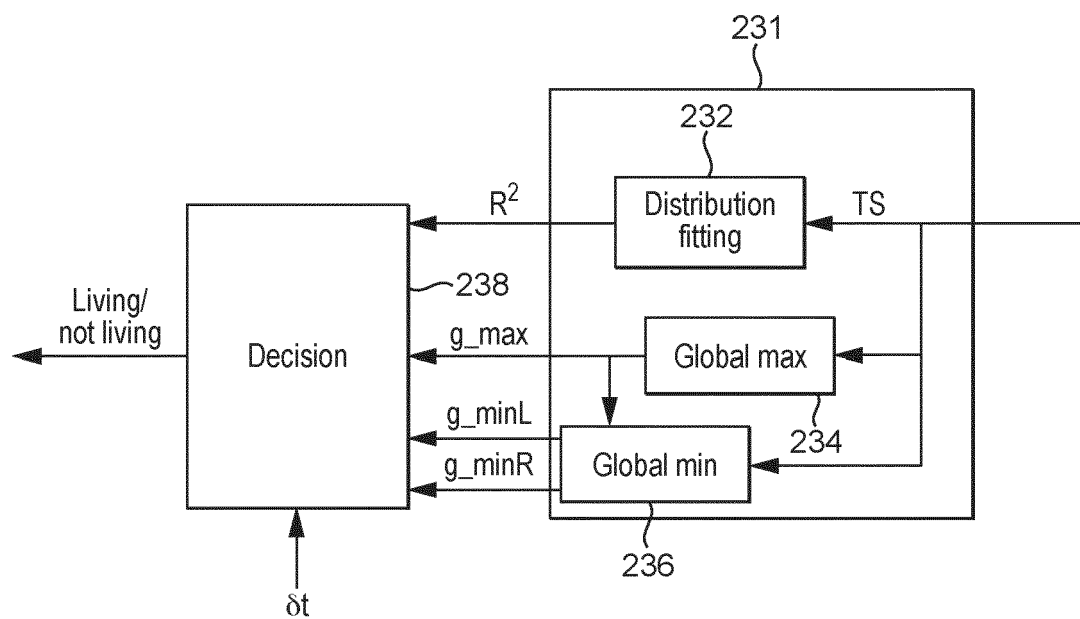 231
232
Distribution
fitting
TS
R²
238
Living/
not living
Decision
g_max
Global max
234
g_minL
g_minR
Global min
236
δt